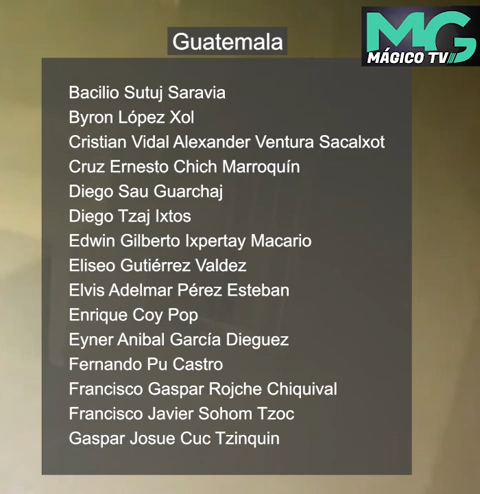 Guatemala
MG
MÁGICO TV
Bacilio Sutuj Saravia
Byron López Xol
Cristian Vidal Alexander Ventura Sacalxot
Cruz Ernesto Chich Marroquín
Diego Sau Guarchaj
Diego Tzaj Ixtos
Edwin Gilberto Ixpertay Macario
Eliseo Gutiérrez Valdez
Elvis Adelmar Pérez Esteban
Enrique Coy Pop
Eyner Anibal García Dieguez
Fernando Pu Castro
Francisco Gaspar Rojche Chiquival
Francisco Javier Sohom Tzoc
Gaspar Josue Cuc Tzinquin